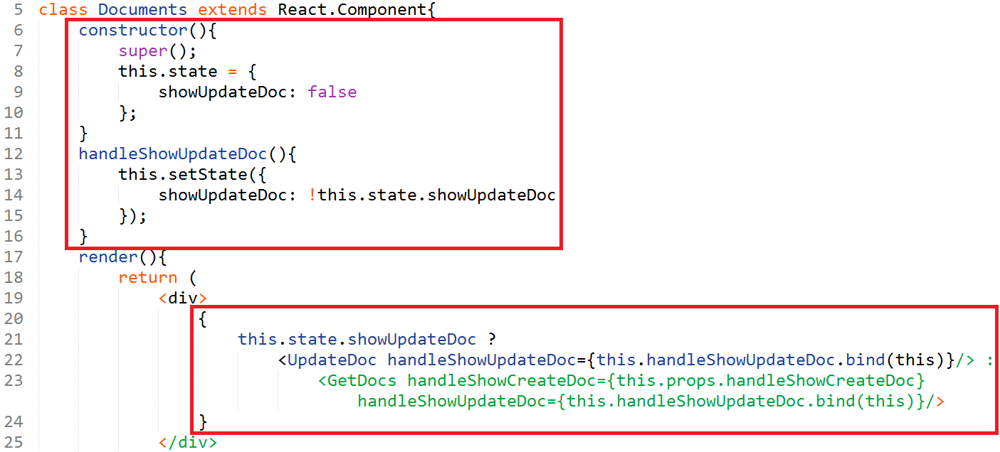 5 class Documents extends React.Component{
6     constructor(){
7         super();
8         this.state = {
9             showUpdateDoc: false
10         };
11     }
12     handleShowUpdateDoc(){
13         this.setState({
14             showUpdateDoc: !this.state.showUpdateDoc
15         });
16     }
17     render(){
18         return (
19             <div>
20                 {
21                     this.state.showUpdateDoc ?
22                         <UpdateDoc handleShowUpdateDoc={this.handleShowUpdateDoc.bind(this)}/> :
23                             <GetDocs handleShowCreateDoc={this.props.handleShowCreateDoc}
                                handleShowUpdateDoc={this.handleShowUpdateDoc.bind(this)}/>
24                 }
25             </div>